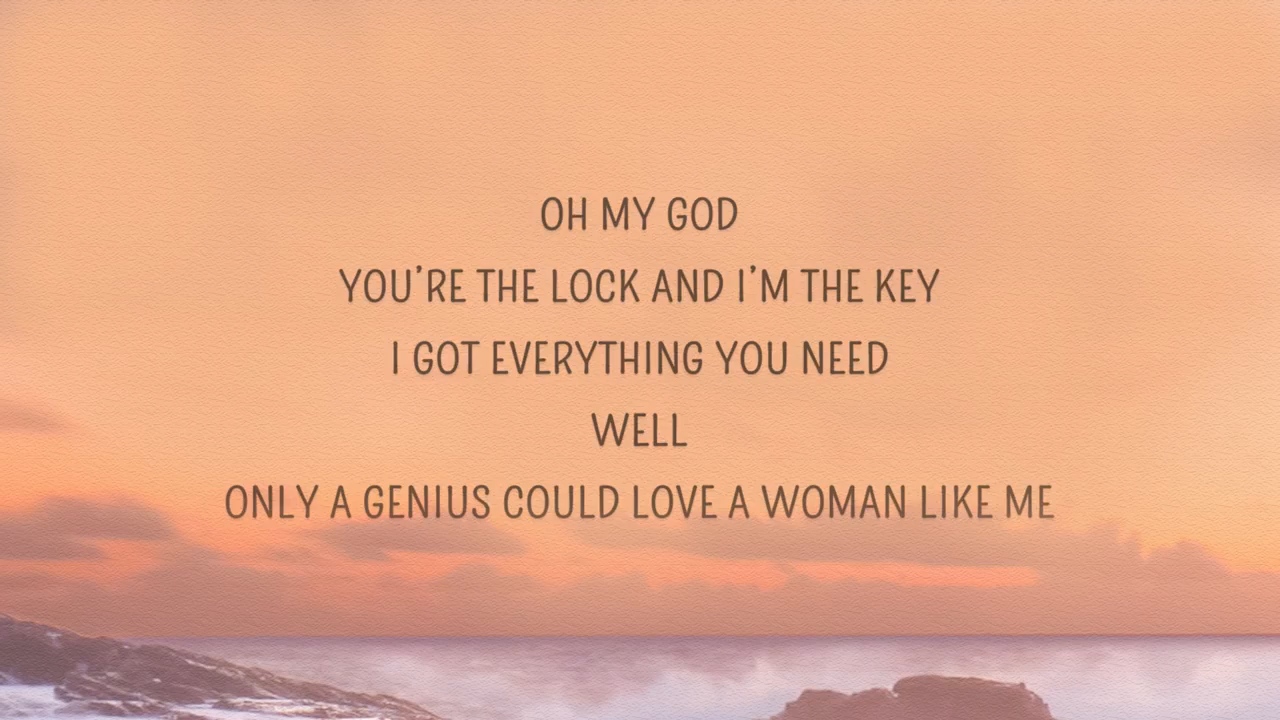 OH MY GOD
YOU'RE THE LOCK AND I'M THE KEY
I GOT EVERYTHING YOU NEED
WELL
ONLY A GENIUS COULD LOVE A WOMAN LIKE ME